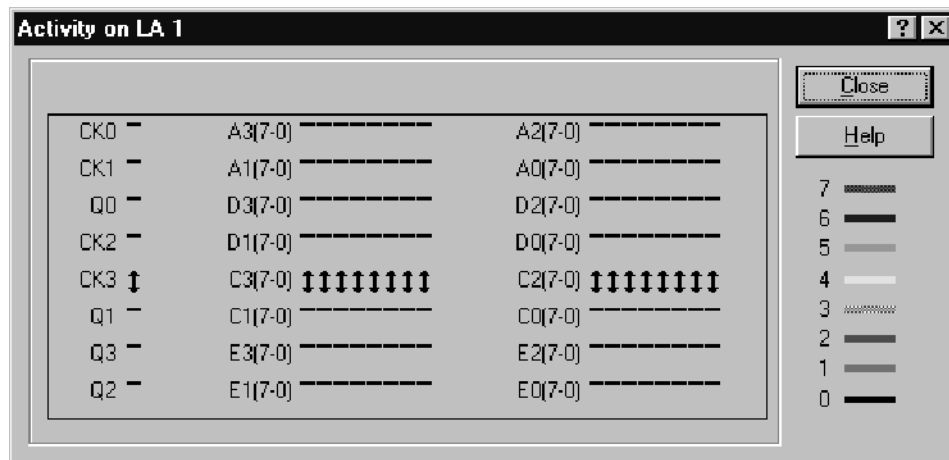 Activity on LA 1
Close
Help
CK0 A3(7-0) A2(7-0)
CK1 A1(7-0) A0(7-0)
Q0 D3(7-0) D2(7-0)
CK2 D1(7-0) D0(7-0)
CK3 C3(7-0) C2(7-0)
Q1 C1(7-0) C0(7-0)
Q3 E3(7-0) E2(7-0)
Q2 E1(7-0) E0(7-0)
7
6
5
4
3
2
1
0